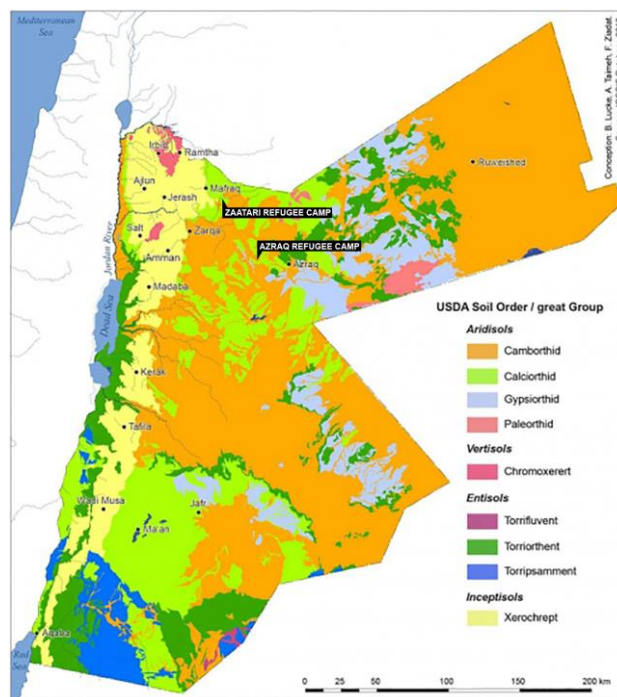 Mediterranean
Sea
Conception: B. Lucke, A. Taimeh, F. Ziadat,
Irbid
Ramtha
Ruweished
Ajlun
Mafraq
Jerash
ZAATARI REFUGEE CAMP
Salt
Zarqa
Jordan River
AZRAQ REFUGEE CAMP
Amman
Azraq
Madaba
Dead Sea
USDA Soil Order / great Group
Aridisols
Camborthid
Calciorthid
Gypsiorthid
Paleorthid
Kerak
Tafila
Vertisols
Chromoxerert
Entisols
Torrifluvent
Torriorthent
Torripsamment
Wadi Musa
Jafr
Ma'an
Inceptisols
Xerochrept
Aqaba
Red
Sea
0 25 50 100 150 200 km